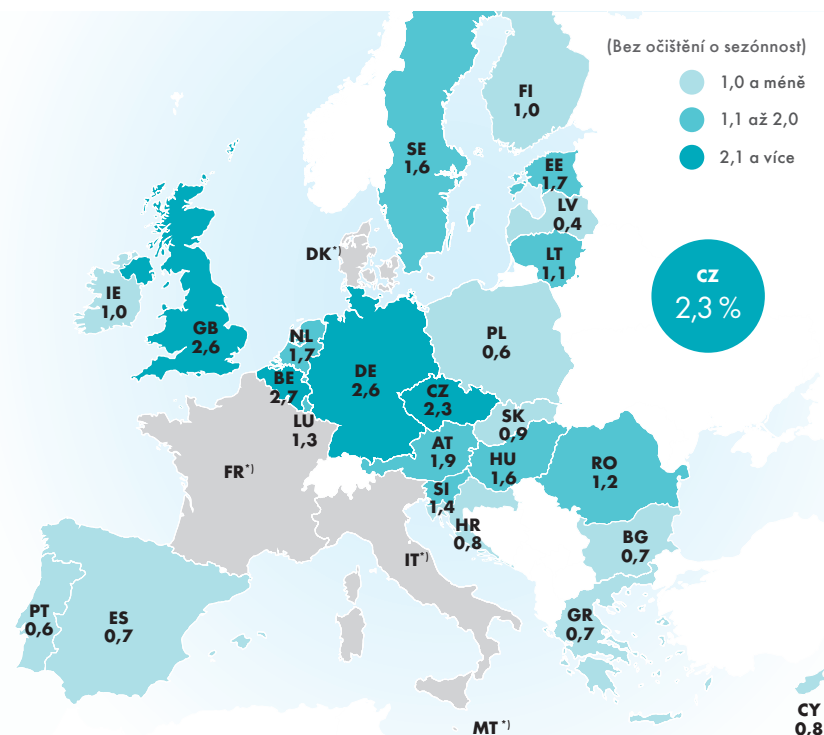 (Bez očištění o sezónnost)
1,0 a méně
1,1 až 2,0
2,1 a více
FI
1,0
SE
1,6
EE
1,7
LV
0,4
LT
1,1
DK*)
CZ
2,3 %
IE
1,0
GB
2,6
NL
1,7
PL
0,6
BE
2,7
DE
2,6
CZ
2,3
LU
1,3
SK
0,9
AT
1,9
HU
1,6
RO
1,2
FR*)
SI
1,4
HR
0,8
BG
0,7
IT*)
PT
0,6
ES
0,7
GR
0,7
CY
0,8
MT*)